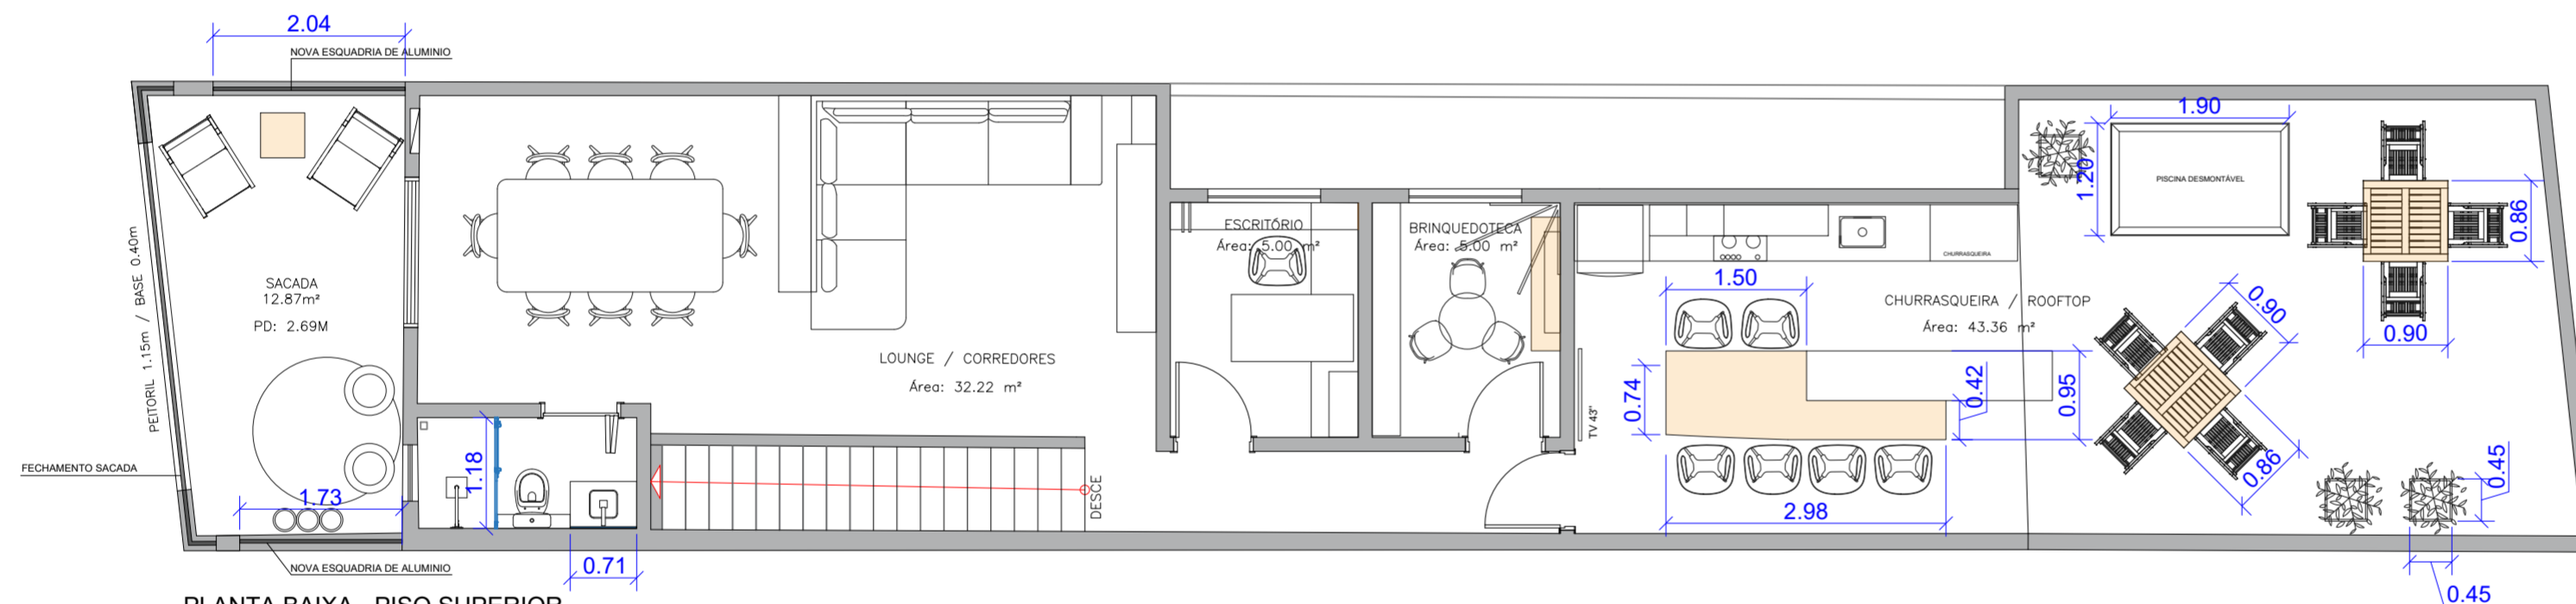 2.04
NOVA ESQUADRIA DE ALUMINIO
PEITORIL 1.15m / BASE 0.40m
SACADA
12.87m²
PD: 2.69M
FECHAMENTO SACADA
1.73
NOVA ESQUADRIA DE ALUMINIO
1.18
0.71
LOUNGE / CORREDORES
Área: 32.22 m²
DESCE
ESCRITÓRIO
Área: 5.00 m²
BRINQUEDOTECA
Área: 5.00 m²
TV 43"
CHURRASQUEIRA
CHURRASQUEIRA / ROOFTOP
Área: 43.36 m²
1.50
0.74
0.42
0.95
2.98
1.90
1.20
PISCINA DESMONTÁVEL
0.86
0.90
0.90
0.86
0.45
0.45
PLANTA BAIXA - PISO SUPERIOR